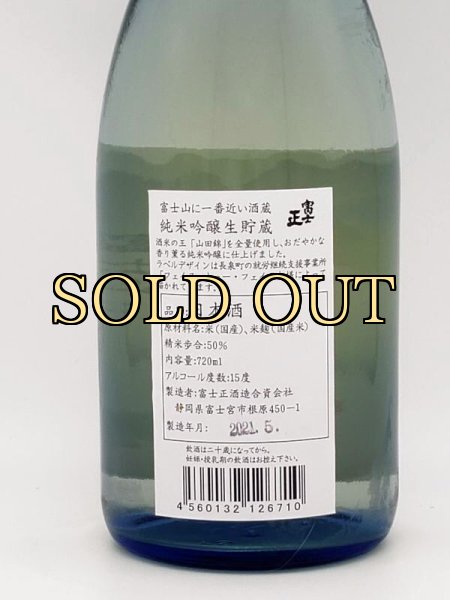 富士山に一番近い酒蔵
富士正
純米吟醸生貯蔵
酒米の王「山田錦」を全量使用し、おだやかな
香り薫る純米吟醸に仕上げました。
ラベルデザインは長泉町の就労継続支援事業所
SOLD OUT
原材料名:米(国産)、米麹(国産米)
精米歩合:50%
内容量:720ml
アルコール度数:15度
製造者:富士正酒造合資会社
静岡県富士宮市根原450-1
製造年月: 2021. 5.
飲酒は二十歳になってから。
妊娠・授乳期の飲酒はお控え下さい。
4 560132 126710